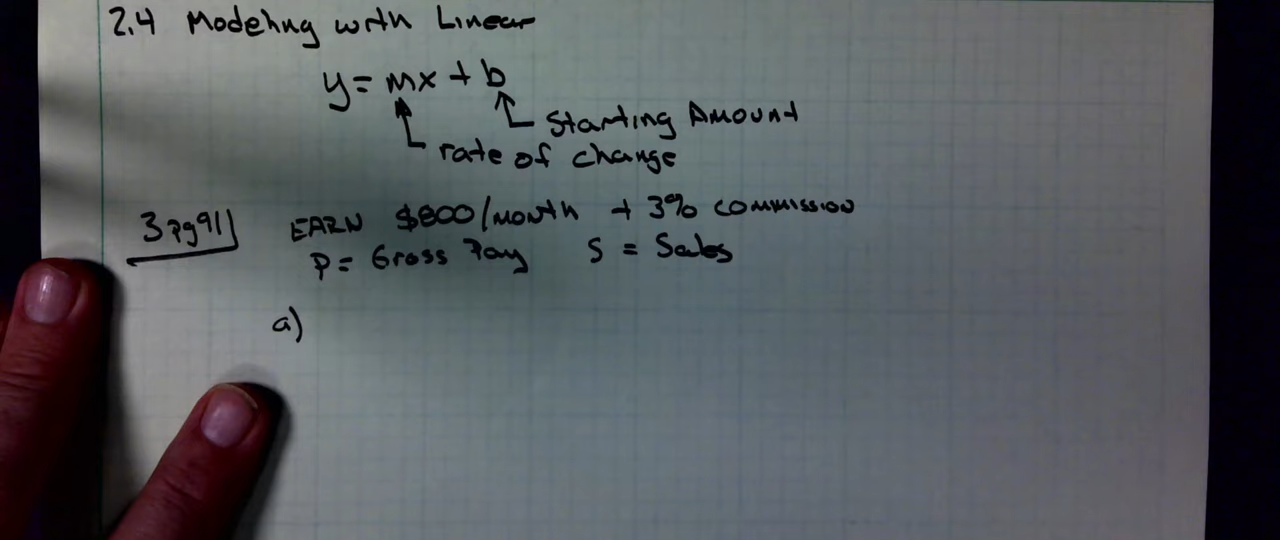 2.4 Modeling with Linear
y = mx + b
Starting Amount
rate of change
3 pg 91 EARN $800/month + 3% commission
P = Gross Pay S = Sales
a)